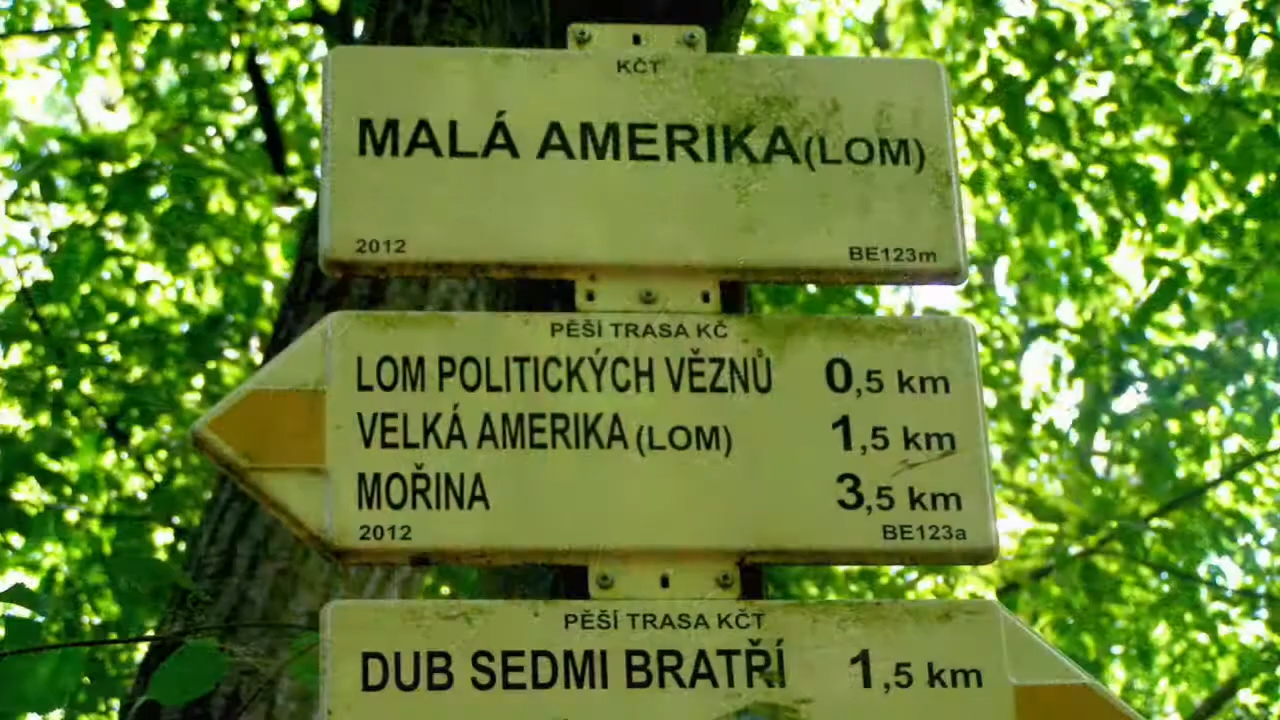 KČT
MALÁ AMERIKA (LOM)
2012 BE123m
PĚŠÍ TRASA KČ
LOM POLITICKÝCH VĚZNŮ 0,5 km
VELKÁ AMERIKA (LOM) 1,5 km
MOŘINA 3,5 km
2012 BE123a
PĚŠÍ TRASA KČT
DUB SEDMI BRATŘÍ 1,5 km